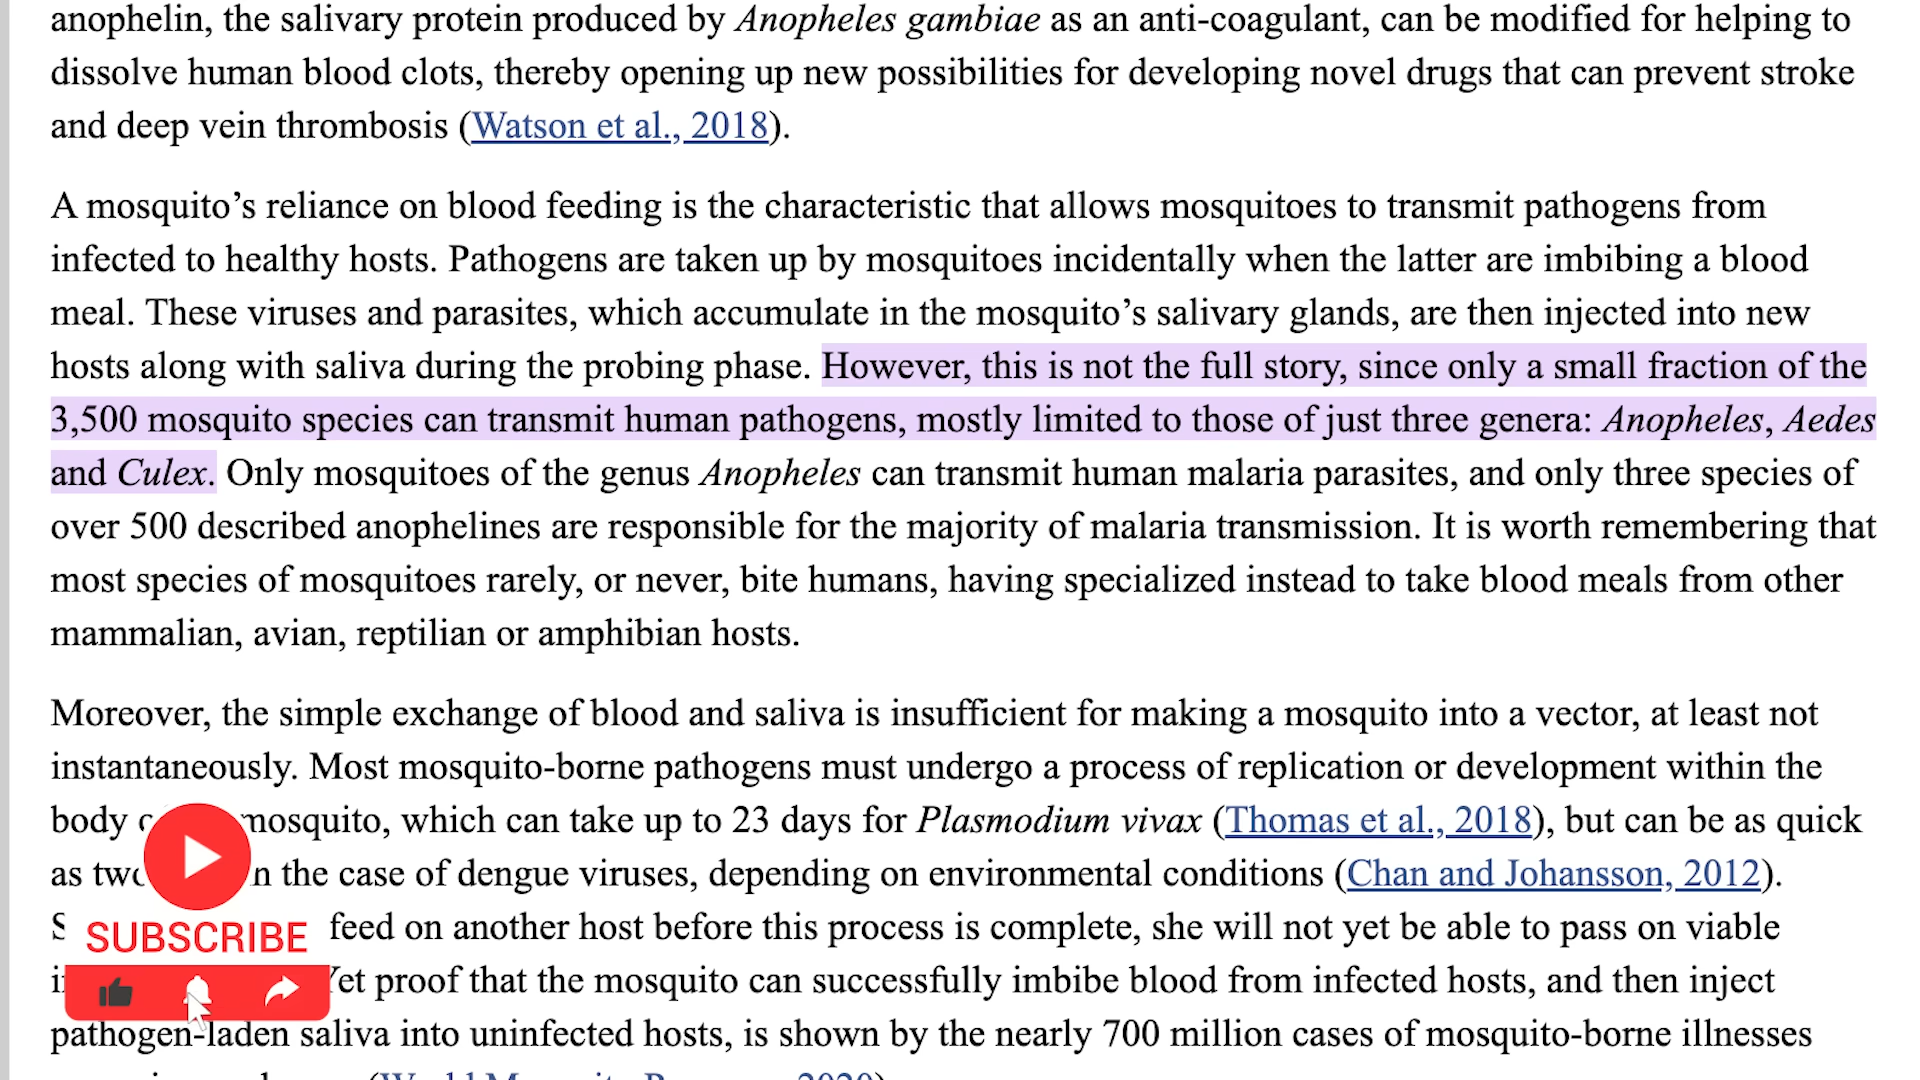 anophelin, the salivary protein produced by Anopheles gambiae as an anti-coagulant, can be modified for helping to
dissolve human blood clots, thereby opening up new possibilities for developing novel drugs that can prevent stroke
and deep vein thrombosis (Watson et al., 2018).
A mosquito’s reliance on blood feeding is the characteristic that allows mosquitoes to transmit pathogens from
infected to healthy hosts. Pathogens are taken up by mosquitoes incidentally when the latter are imbibing a blood
meal. These viruses and parasites, which accumulate in the mosquito’s salivary glands, are then injected into new
hosts along with saliva during the probing phase. However, this is not the full story, since only a small fraction of the
3,500 mosquito species can transmit human pathogens, mostly limited to those of just three genera: Anopheles, Aedes
and Culex. Only mosquitoes of the genus Anopheles can transmit human malaria parasites, and only three species of
over 500 described anophelines are responsible for the majority of malaria transmission. It is worth remembering that
most species of mosquitoes rarely, or never, bite humans, having specialized instead to take blood meals from other
mammalian, avian, reptilian or amphibian hosts.
Moreover, the simple exchange of blood and saliva is insufficient for making a mosquito into a vector, at least not
instantaneously. Most mosquito-borne pathogens must undergo a process of replication or development within the
body mosquito, which can take up to 23 days for Plasmodium vivax (Thomas et al., 2018), but can be as quick
as the case of dengue viruses, depending on environmental conditions (Chan and Johansson, 2012).
feed on another host before this process is complete, she will not yet be able to pass on viable
Yet proof that the mosquito can successfully imbibe blood from infected hosts, and then inject
pathogen-laden saliva into uninfected hosts, is shown by the nearly 700 million cases of mosquito-borne illnesses
SUBSCRIBE